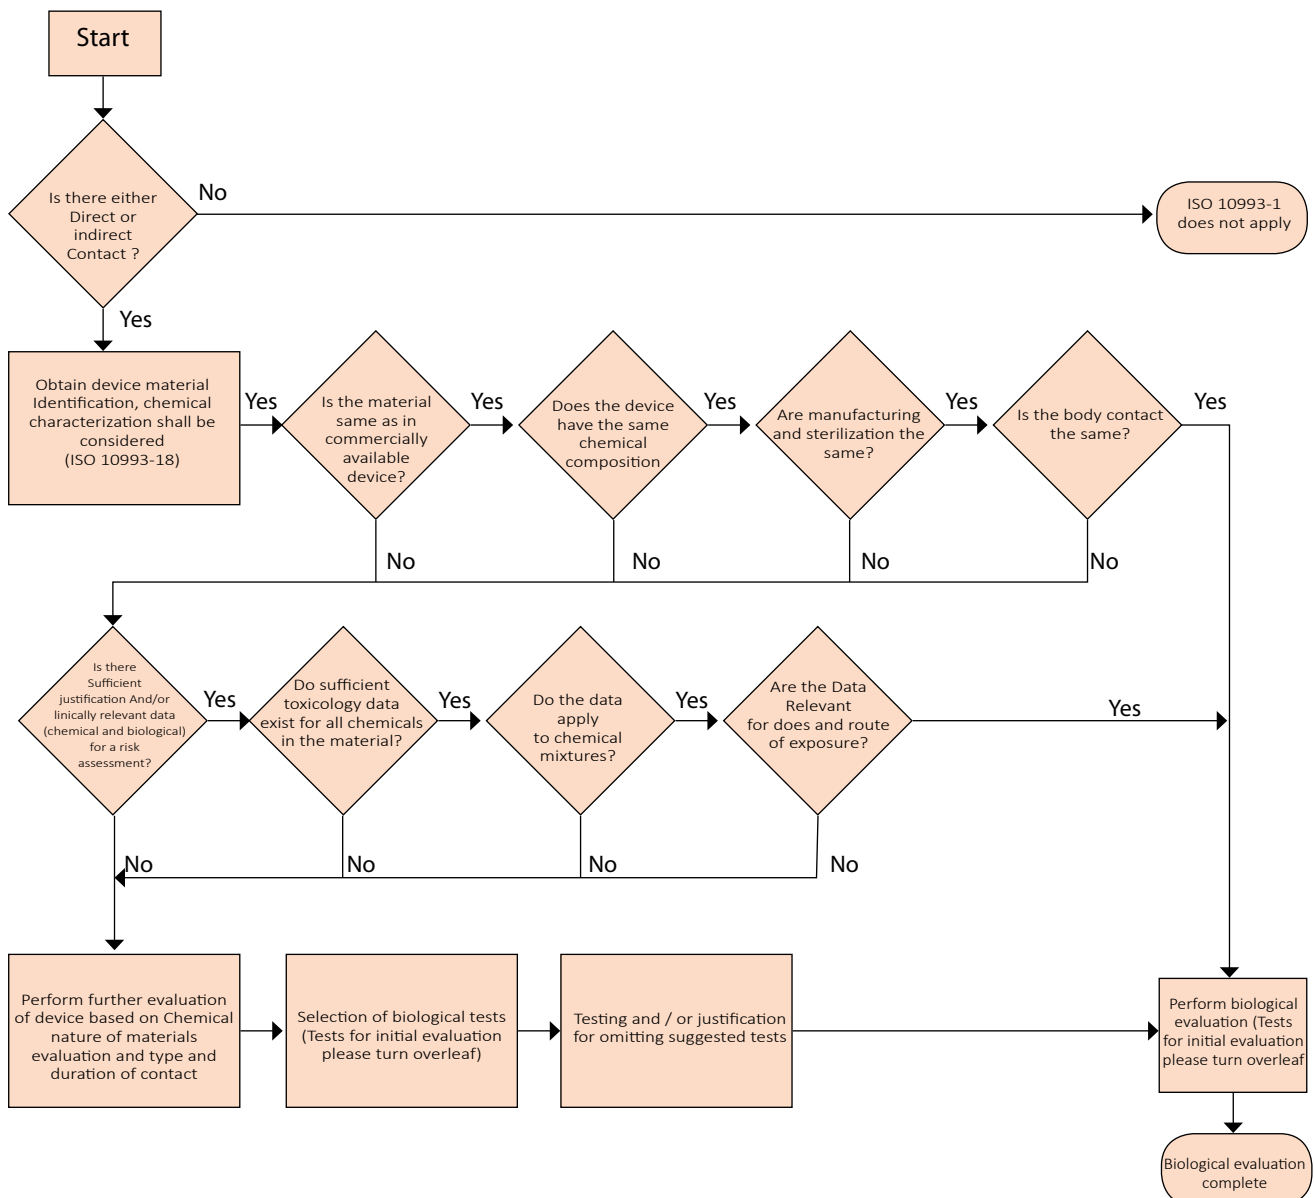 Start
Is there either
Direct or
indirect
Contact ?
No
ISO 10993-1
does not apply
Yes
Obtain device material
Identification, chemical
characterization shall be
considered
(ISO 10993-18)
Yes
Is the material
same as in
commercially
available
device?
Yes
Does the device
have the same
chemical
composition
Yes
Are manufacturing
and sterilization the
same?
Yes
Is the body contact
the same?
Yes
No
No
No
No
Is there
Sufficient
justification And/or
linically relevant data
(chemical and biological)
for a risk
assessment?
Yes
Do sufficient
toxicology data
exist for all chemicals
in the material?
Yes
Do the data
apply
to chemical
mixtures?
Yes
Are the Data
Relevant
for does and route
of exposure?
Yes
No
No
No
No
Perform further evaluation
of device based on Chemical
nature of materials
evaluation and type and
duration of contact
Selection of biological tests
(Tests for initial evaluation
please turn overleaf)
Testing and / or justification
for omitting suggested tests
Perform biological
evaluation (Tests
for initial evaluation
please turn overleaf
Biological evaluation
complete